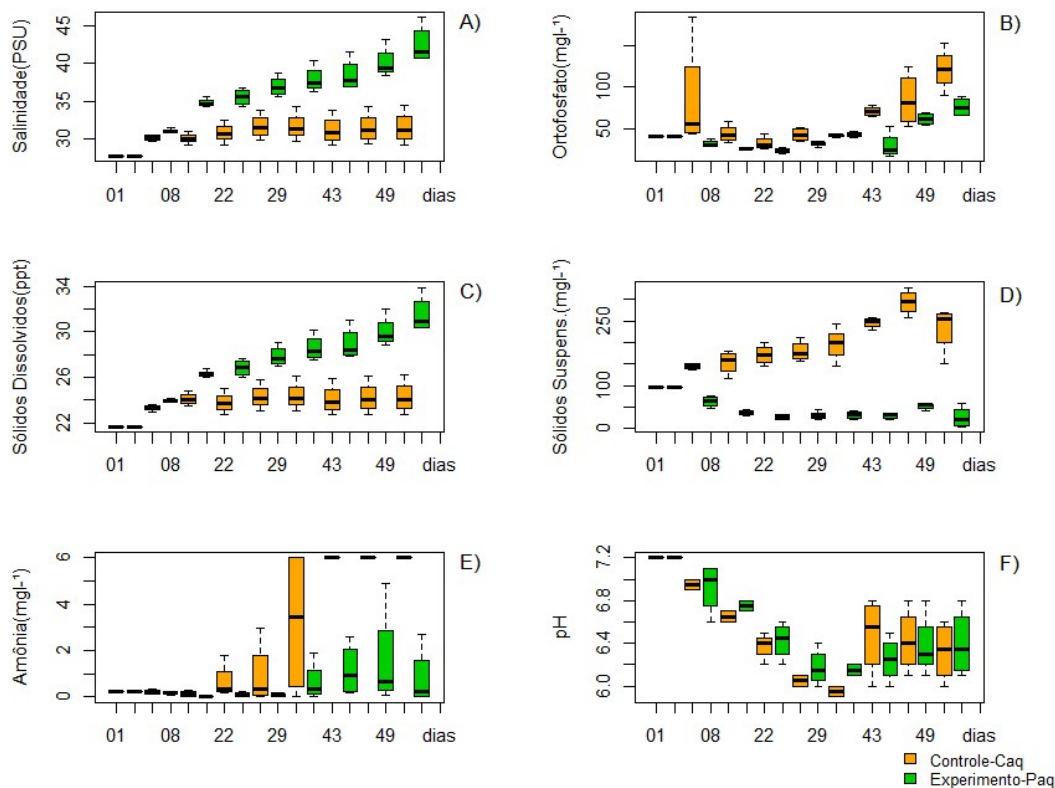 A)
Salinidade(PSU)
45
40
35
30
01 08 22 29 43 49 dias
B)
Ortofosfato(mgl-¹)
100
50
01 08 22 29 43 49 dias
C)
Sólidos Dissolvidos(ppt)
34
30
26
22
01 08 22 29 43 49 dias
D)
Sólidos Suspens.(mgl-¹)
250
100
0
01 08 22 29 43 49 dias
E)
Amônia(mgl-¹)
6
4
2
0
01 08 22 29 43 49 dias
F)
pH
7.2
6.8
6.4
6.0
01 08 22 29 43 49 dias
Controle-Caq
Experimento-Paq